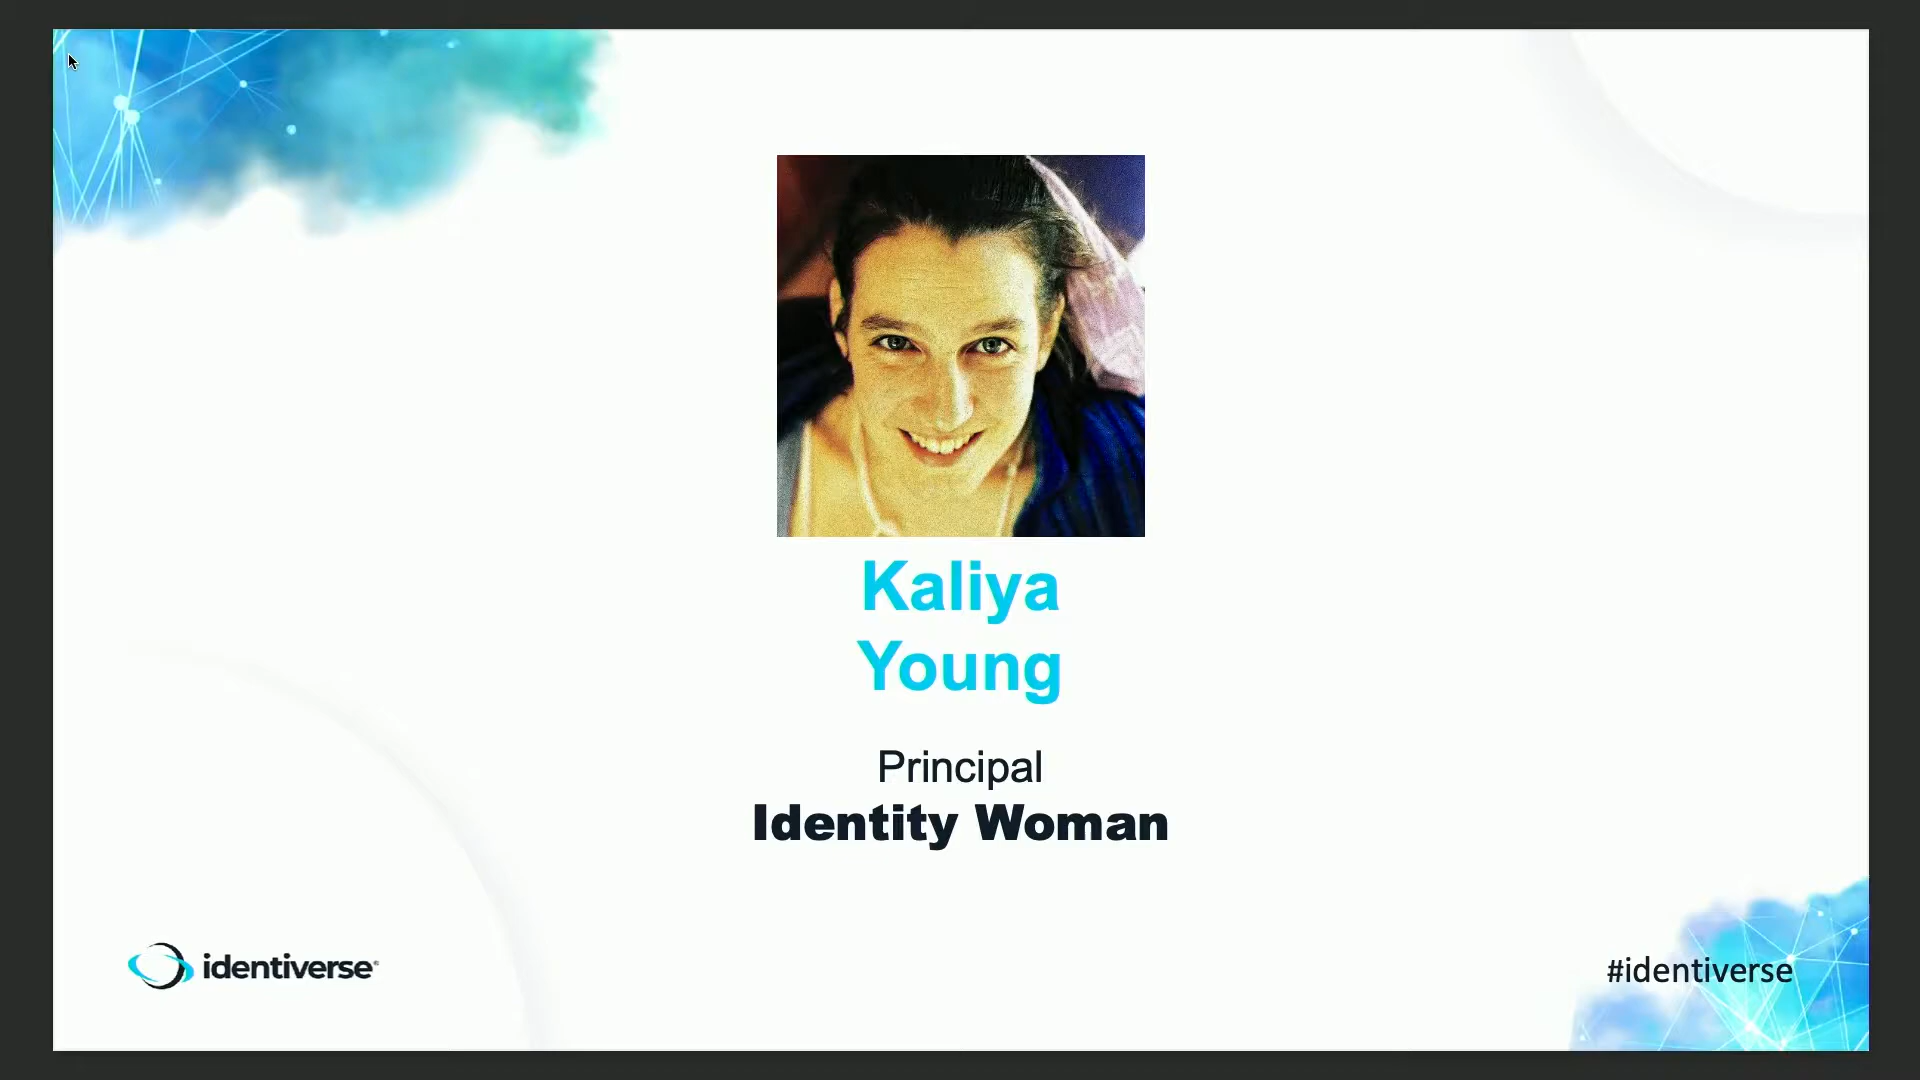 Kaliya
Young
Principal
Identity Woman
identiverse
#identiverse